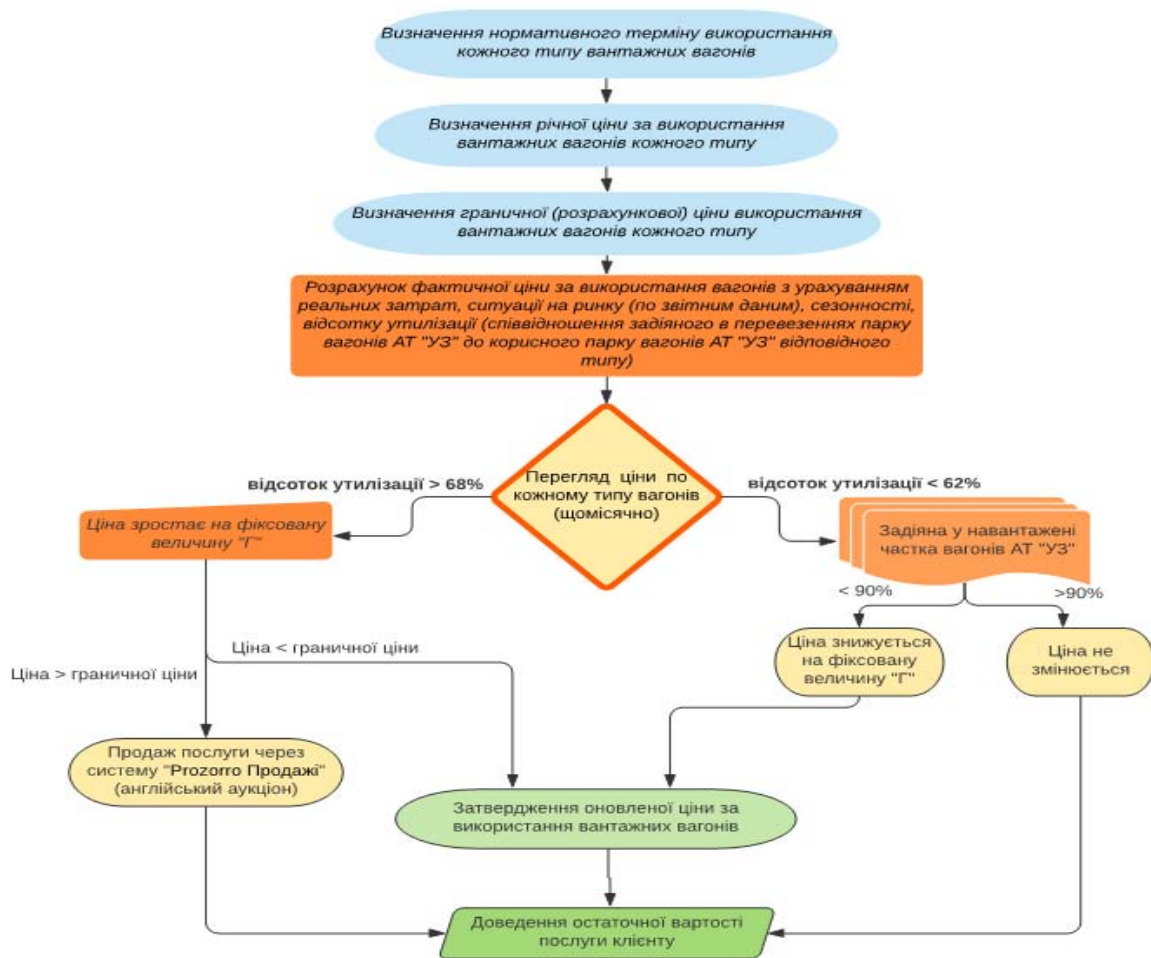 Визначення нормативного терміну використання
кожного типу вантажних вагонів
Визначення річної ціни за використання
вантажних вагонів кожного типу
Визначення граничної (розрахункової) ціни використання
вантажних вагонів кожного типу
Розрахунок фактичної ціни за використання вагонів з урахуванням
реальних затрат, ситуації на ринку (по звітним даним), сезонності,
відсотку утилізації (співвідношення задіяного в перевезеннях парку
вагонів АТ "УЗ" до корисного парку вагонів АТ "УЗ" відповідного
типу)
Перегляд ціни по
кожному типу вагонів
(щомісячно)
відсоток утилізації > 68%
відсоток утилізації < 62%
Ціна зростає на фіксовану
величину "Г"
Задіяна у навантажені
частка вагонів АТ "УЗ"
< 90%
>90%
Ціна < граничної ціни
Ціна > граничної ціни
Ціна знижується
на фіксовану
величину "Г"
Ціна не
змінюється
Продаж послуги через
систему "Prozorro Продажі"
(англійський аукціон)
Затвердження оновленої ціни за
використання вантажних вагонів
Доведення остаточної вартості
послуги клієнту